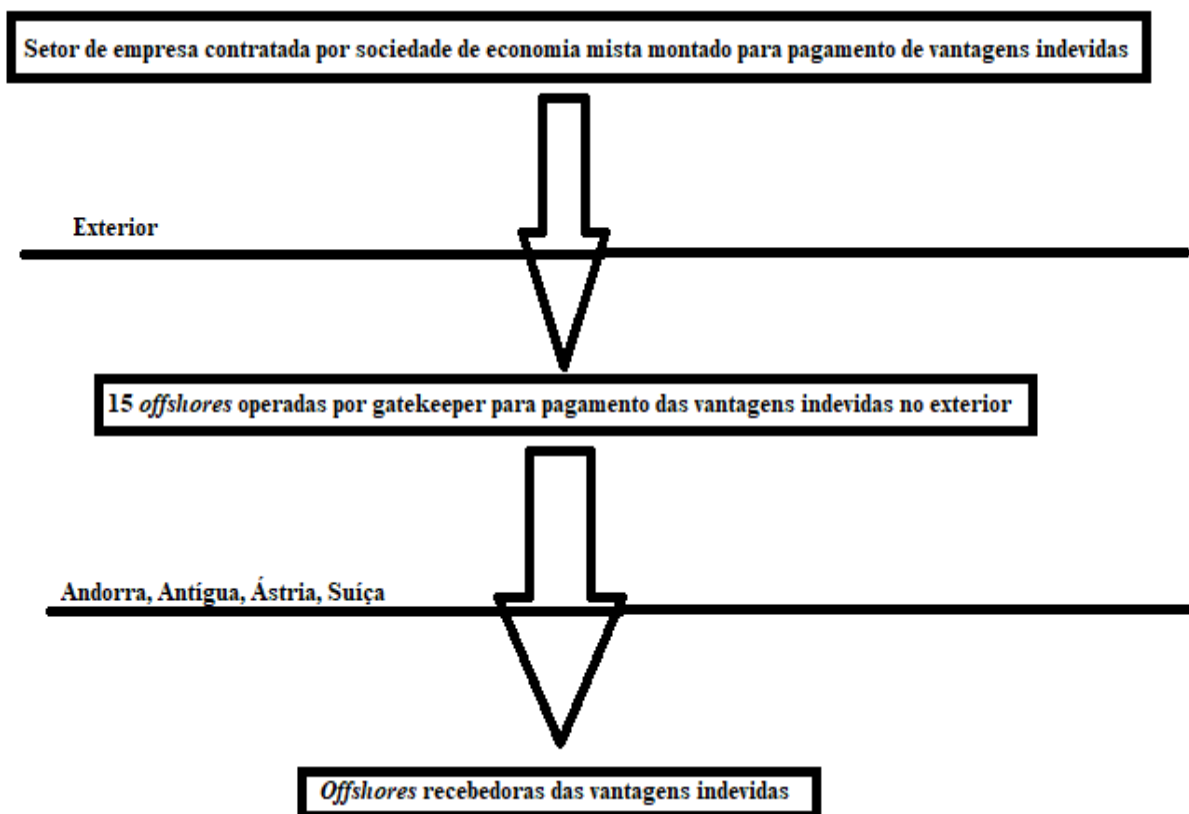 Setor de empresa contratada por sociedade de economia mista montado para pagamento de vantagens indevidas
Exterior
15 offshores operadas por gatekeeper para pagamento das vantagens indevidas no exterior
Andorra, Antígua, Ástria, Suíça
Offshores recebedoras das vantagens indevidas